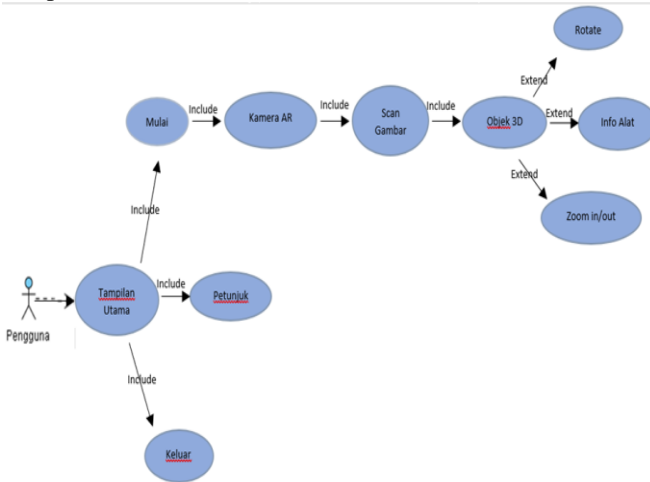 Rotate
Extend
Mulai
Include
Kamera AR
Include
Scan
Gambar
Include
Objek 3D
Extend
Info Alat
Extend
Zoom in/out
Include
Pengguna
Tampilan
Utama
Include
Petunjuk
Include
Keluar